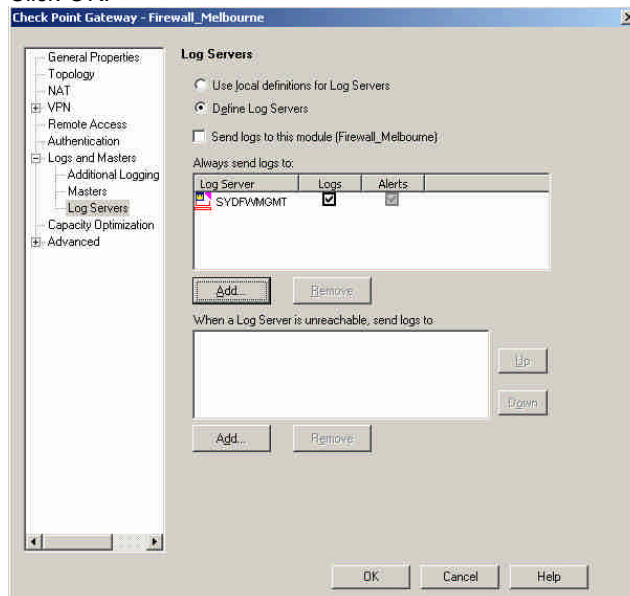 Check Point Gateway - Firewall_Melbourne
General Properties
Topology
NAT
VPN
Remote Access
Authentication
Logs and Masters
Additional Logging
Masters
Log Servers
Capacity Optimization
Advanced
Log Servers
Use local definitions for Log Servers
Define Log Servers
Send logs to this module (Firewall_Melbourne)
Always send logs to:
Log Server Logs Alerts
SYDFWMGMT
Add... Remove
When a Log Server is unreachable, send logs to
Up
Down
Add... Remove
OK Cancel Help